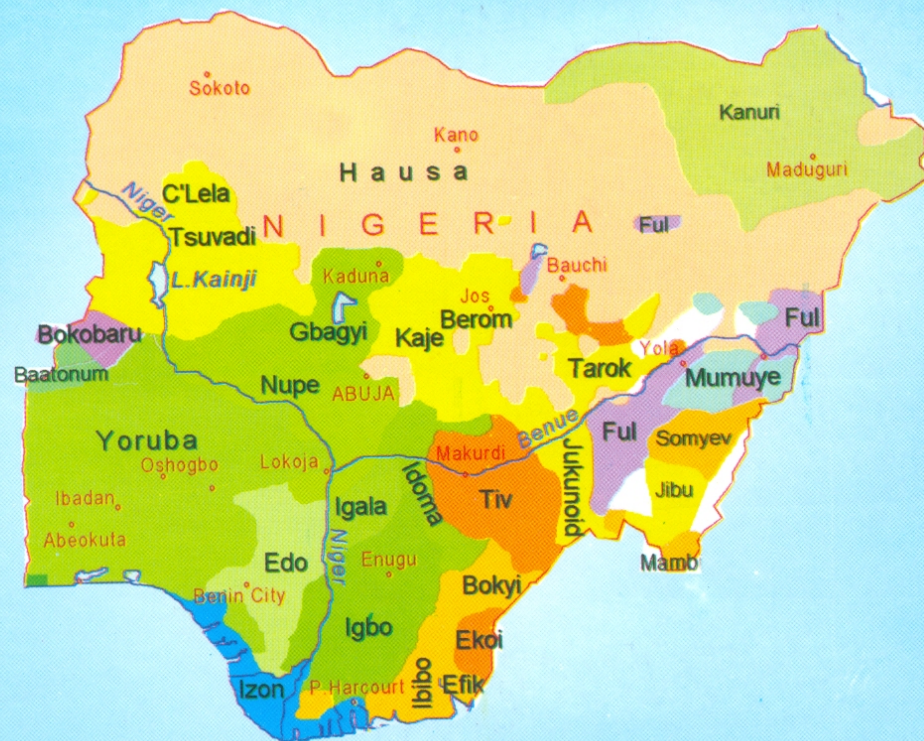 Sokoto
Kanuri
Kano
Maduguri
Hausa
Niger
C'Lela
NIGERIA
Ful
Tsuvadi
L.Kainji
Kaduna
Bauchi
Jos
Berom
Ful
Bokobaru
Gbagyi
Kaje
Yola
Tarok
Baatonum
Nupe
ABUJA
Mumuye
Benue
Yoruba
Ful
Somyev
Oshogbo
Lokoja
Makurdi
Jukunoid
Idoma
Tiv
Jibu
Ibadan
Igala
Abeokuta
Niger
Enugu
Edo
Mamb
Benin City
Bokyi
Igbo
Ekoi
Izon
P.Harcourt
Ibibo
Efik